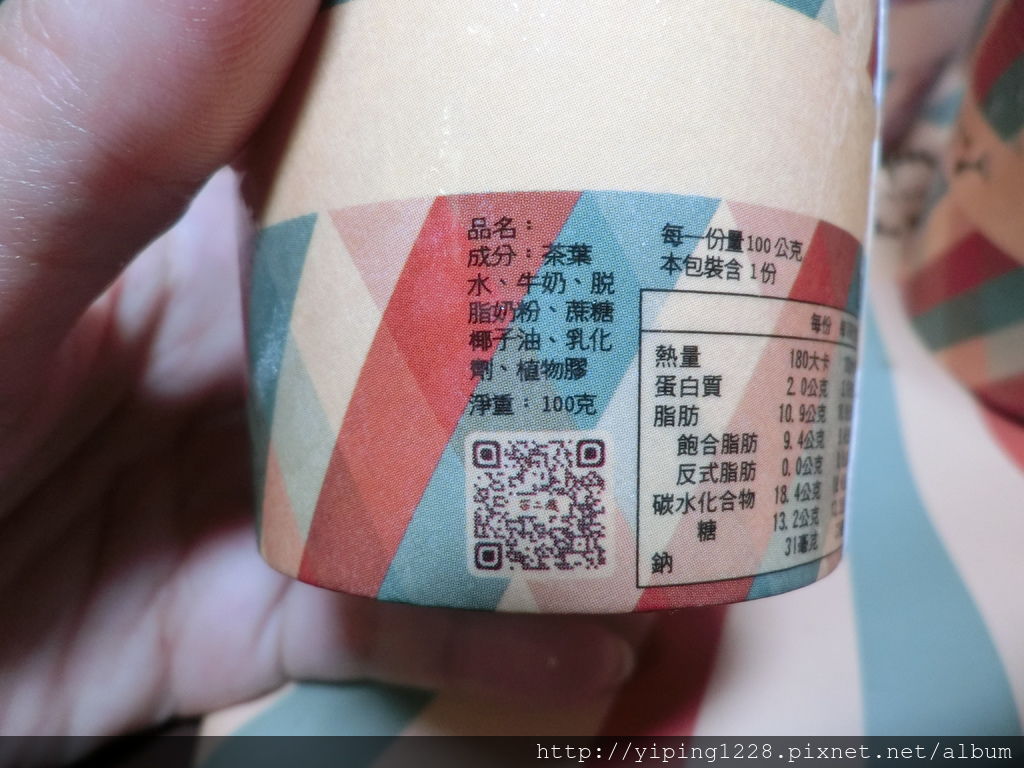 品名：
成分：茶葉
水、牛奶、脱
脂奶粉、蔗糖
椰子油、乳化
劑、植物膠
淨重：100克
每一份量100公克
本包裝含1份
每份
熱量 180大卡
蛋白質 2.0公克
脂肪 10.9公克
飽合脂肪 9.4公克
反式脂肪 0.0公克
碳水化合物 18.4公克
糖 13.2公克
鈉 31毫克
http://yiping1228.pixnet.net/album